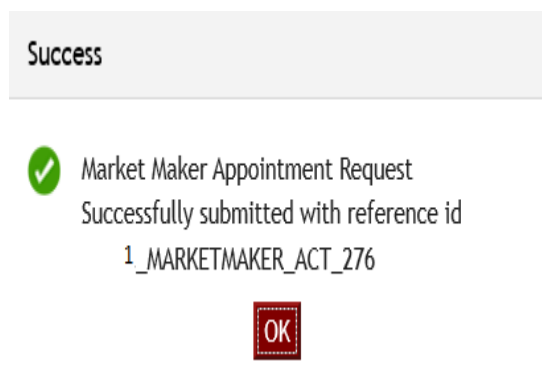 Success
Market Maker Appointment Request
Successfully submitted with reference id
1_MARKETMAKER_ACT_276
OK